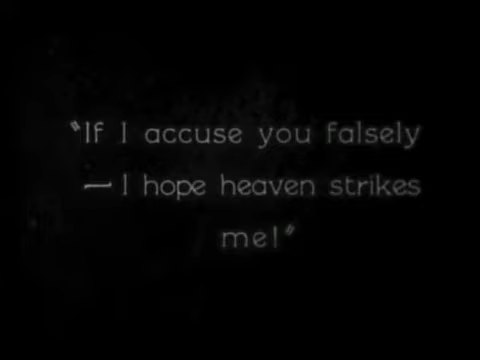 "If I accuse you falsely
— I hope heaven strikes
me!"